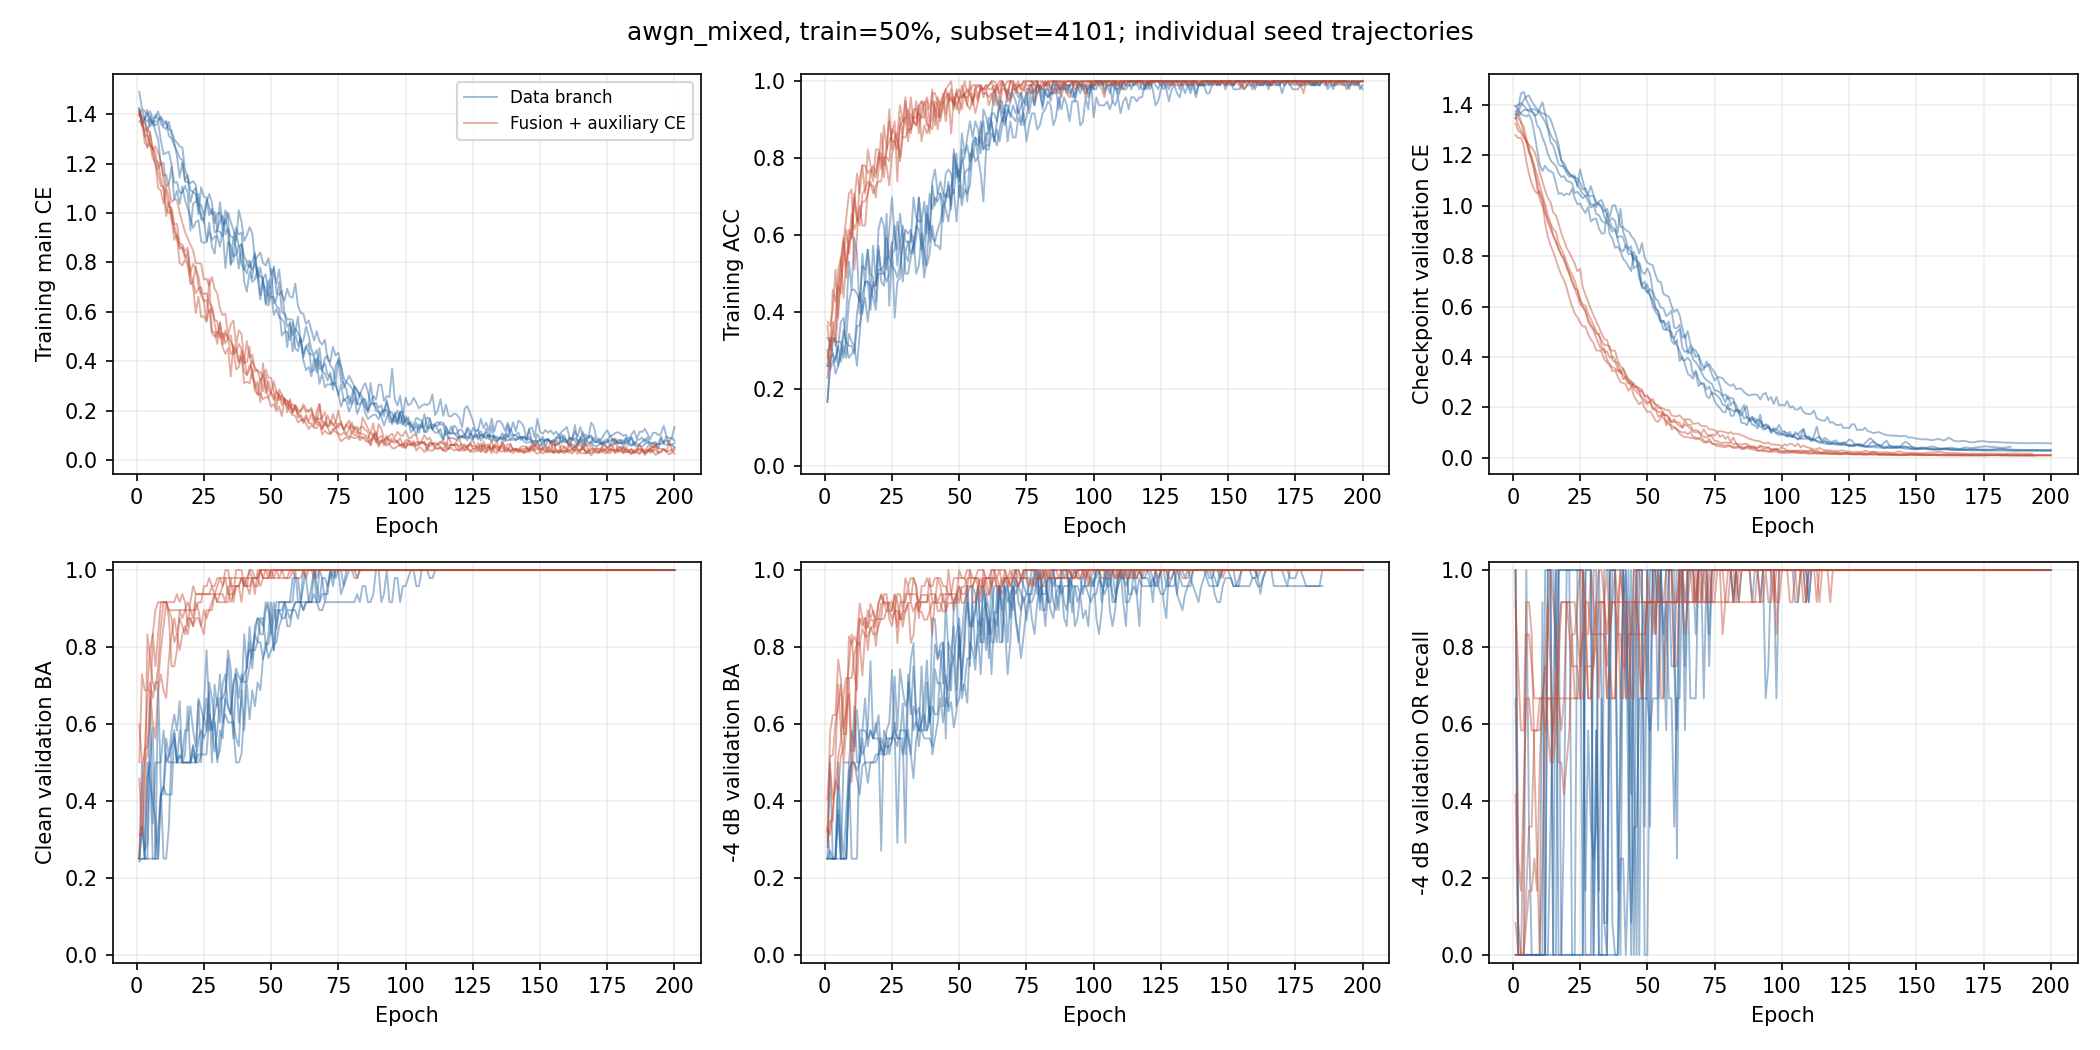 awgn_mixed, train=50%, subset=4101; individual seed trajectories
Training main CE
1.4
1.2
1.0
0.8
0.6
0.4
0.2
0.0
Data branch
Fusion + auxiliary CE
0 25 50 75 100 125 150 175 200
Epoch
Training ACC
1.0
0.8
0.6
0.4
0.2
0.0
0 25 50 75 100 125 150 175 200
Epoch
Checkpoint validation CE
1.4
1.2
1.0
0.8
0.6
0.4
0.2
0.0
0 25 50 75 100 125 150 175 200
Epoch
Clean validation BA
1.0
0.8
0.6
0.4
0.2
0.0
0 25 50 75 100 125 150 175 200
Epoch
-4 dB validation BA
1.0
0.8
0.6
0.4
0.2
0.0
0 25 50 75 100 125 150 175 200
Epoch
-4 dB validation OR recall
1.0
0.8
0.6
0.4
0.2
0.0
0 25 50 75 100 125 150 175 200
Epoch